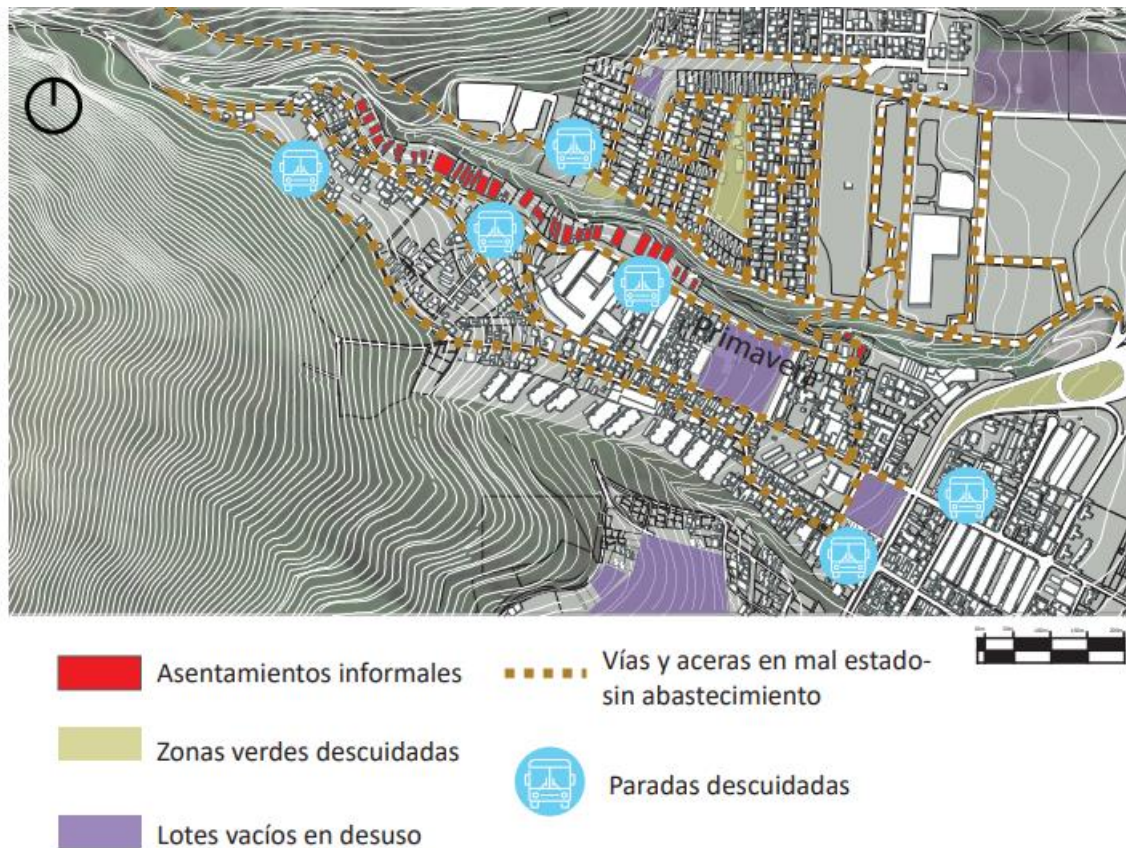 Primavera
Asentamientos informales
Vías y aceras en mal estado-
sin abastecimiento
Zonas verdes descuidadas
Paradas descuidadas
Lotes vacíos en desuso